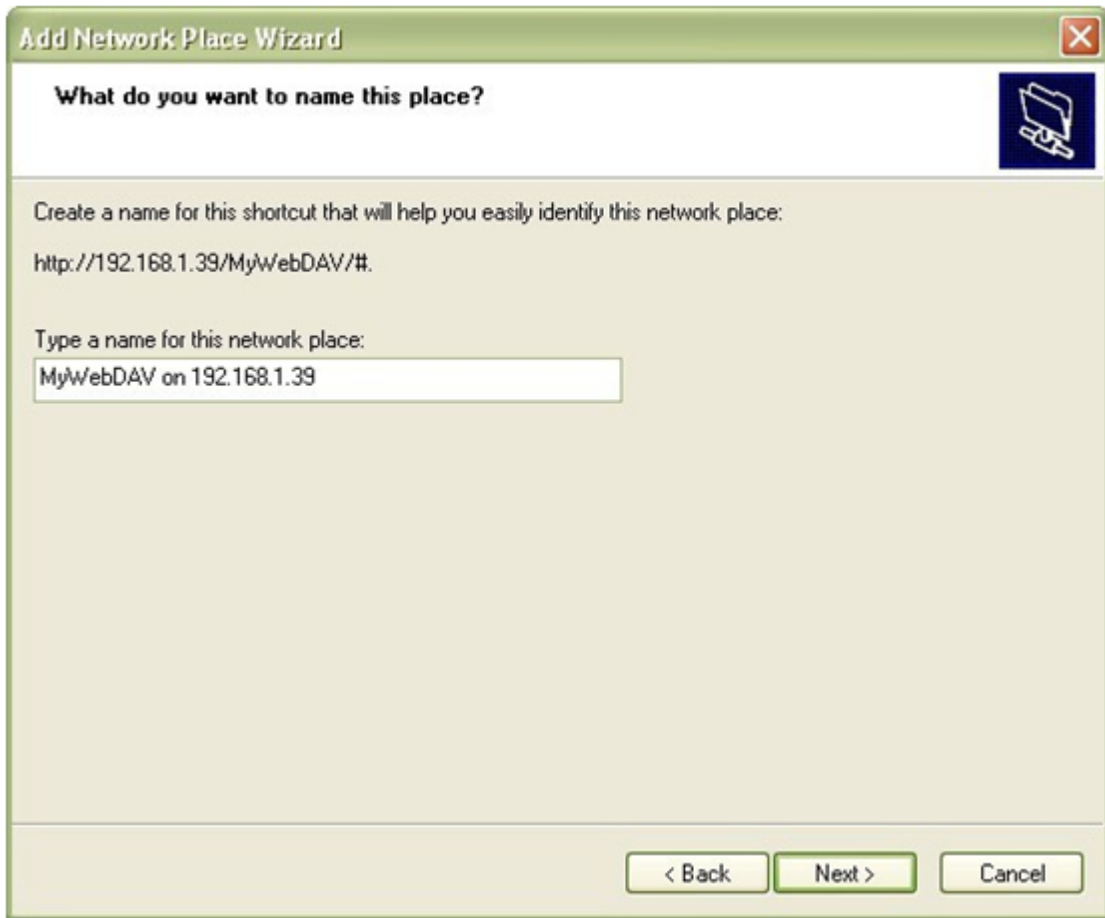 Add Network Place Wizard
What do you want to name this place?
Create a name for this shortcut that will help you easily identify this network place:
http://192.168.1.39/MyWebDAV/#.
Type a name for this network place:
MyWebDAV on 192.168.1.39
< Back Next > Cancel